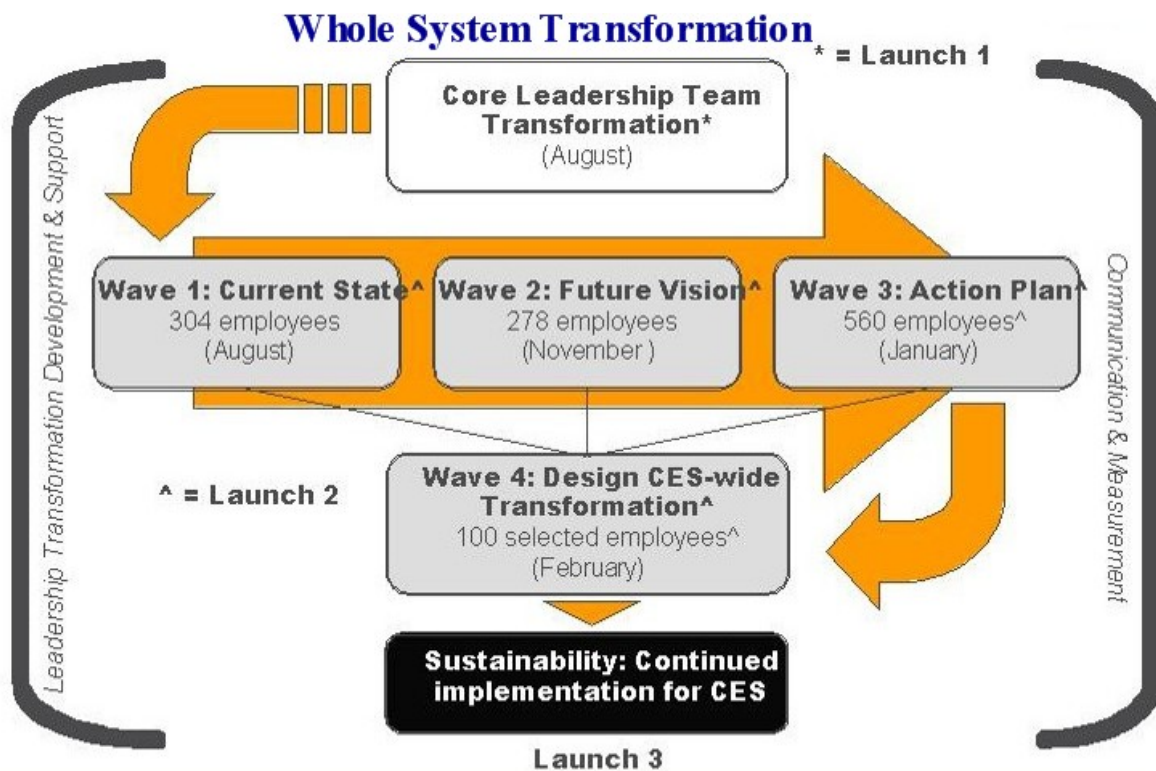 Whole System Transformation
* = Launch 1
Core Leadership Team
Transformation*
(August)
Leadership Transformation Development & Support
Wave 1: Current State^
304 employees
(August)
Wave 2: Future Vision^
278 employees
(November )
Wave 3: Action Plan^
560 employees^
(January)
Communication & Measurement
^ = Launch 2
Wave 4: Design CES-wide
Transformation^
100 selected employees^
(February)
Sustainability: Continued
implementation for CES
Launch 3